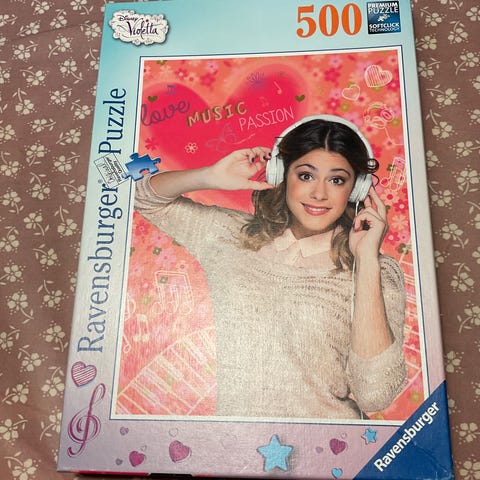 Disney
Violetta
500
PREMIUM
PUZZLE
SOFTCLICK
TECHNOLOGY
love
MUSIC
PASSION
Ravensburger Puzzle
Ravensburger